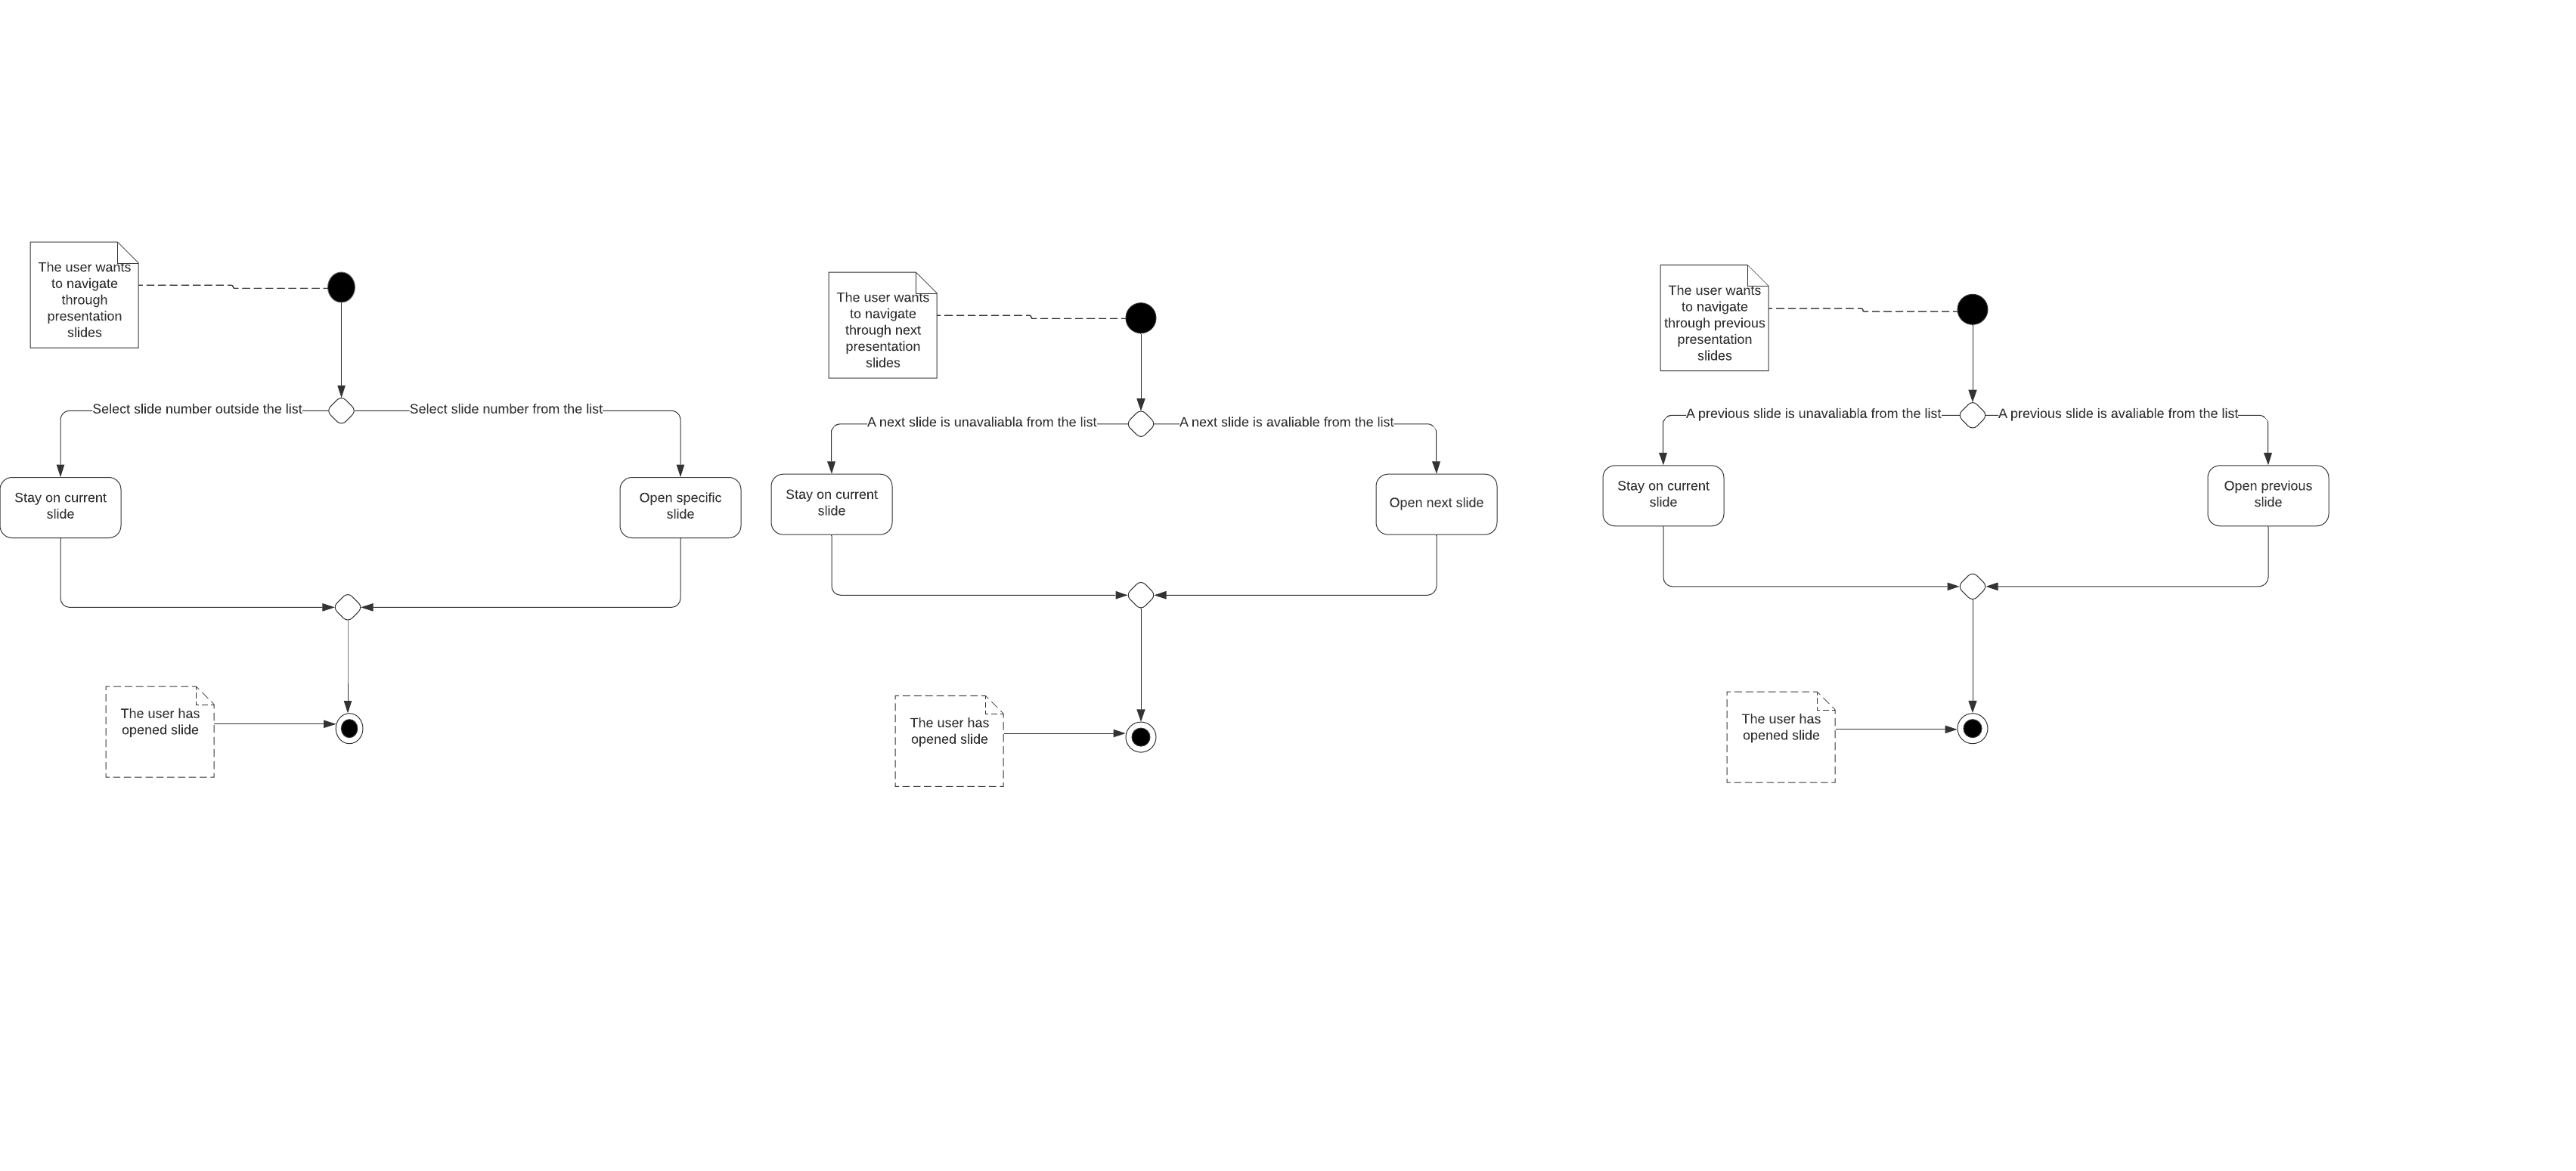 The user wants
to navigate
through
presentation
slides
Select slide number outside the list
Select slide number from the list
Stay on current
slide
Open specific
slide
The user has
opened slide
The user wants
to navigate
through next
presentation
slides
A next slide is unavaliabla from the list
A next slide is avaliable from the list
Stay on current
slide
Open next slide
The user has
opened slide
The user wants
to navigate
through previous
presentation
slides
A previous slide is unavaliabla from the list
A previous slide is avaliable from the list
Stay on current
slide
Open previous
slide
The user has
opened slide